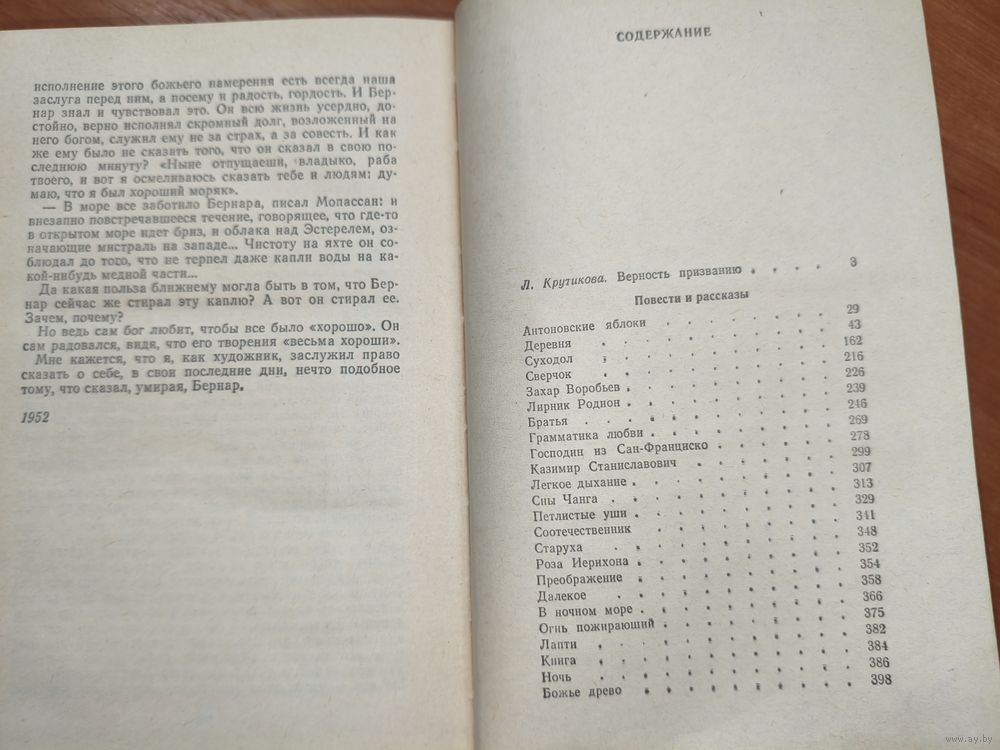 исполнение этого божьего намерения есть всегда наша
заслуга перед ним, а посему и радость, гордость. И Бер-
нар знал и чувствовал это. Он всю жизнь усердно, до-
стойно, верно исполнял скромный долг, возложенный на
него богом, служил ему не за страх, а за совесть. И как
же ему было не сказать того, что он сказал в свою по-
следнюю минуту? «Ныне отпущаеши, владыко, раба
твоего, и вот я осмеливаюсь сказать тебе и людям: ду-
маю, что я был хороший моряк».
— В море все заботило Бернара, писал Мопассан: и
внезапно повстречавшееся течение, говорящее, что где-то
в открытом море идет бриз, и облака над Эстерелем, оз-
начающие мистраль на западе... Чистоту на яхте он со-
блюдал до того, что не терпел даже капли воды на ка-
кой-нибудь медной части...
Да какая польза ближнему могла быть в том, что Бер-
нар сейчас же стирал эту каплю? А вот он стирал ее.
Зачем, почему?
Но ведь сам бог любит, чтобы все было «хорошо». Он
сам радовался, видя, что его творения «весьма хороши».
Мне кажется, что я, как художник, заслужил право
сказать о себе, в свои последние дни, нечто подобное
тому, что сказал, умирая, Бернар.
1952
СОДЕРЖАНИЕ
Л. Крутикова. Верность призванию . . . . 3
Повести и рассказы
Антоновские яблоки 29
Деревня 43
Суходол 162
Сверчок 216
Захар Воробьев 226
Лирник Родион 239
Братья 246
Грамматика любви 269
Господин из Сан-Франциско 278
Казимир Станиславович 299
Легкое дыхание 307
Сны Чанга 313
Петлистые уши 329
Соотечественник 341
Старуха 348
Роза Иерихона 352
Преображение 354
Далекое 358
В ночном море 366
Огнь пожирающий 375
Лапти 382
Книга 384
Ночь 386
Божье древо 398
www.ay.by